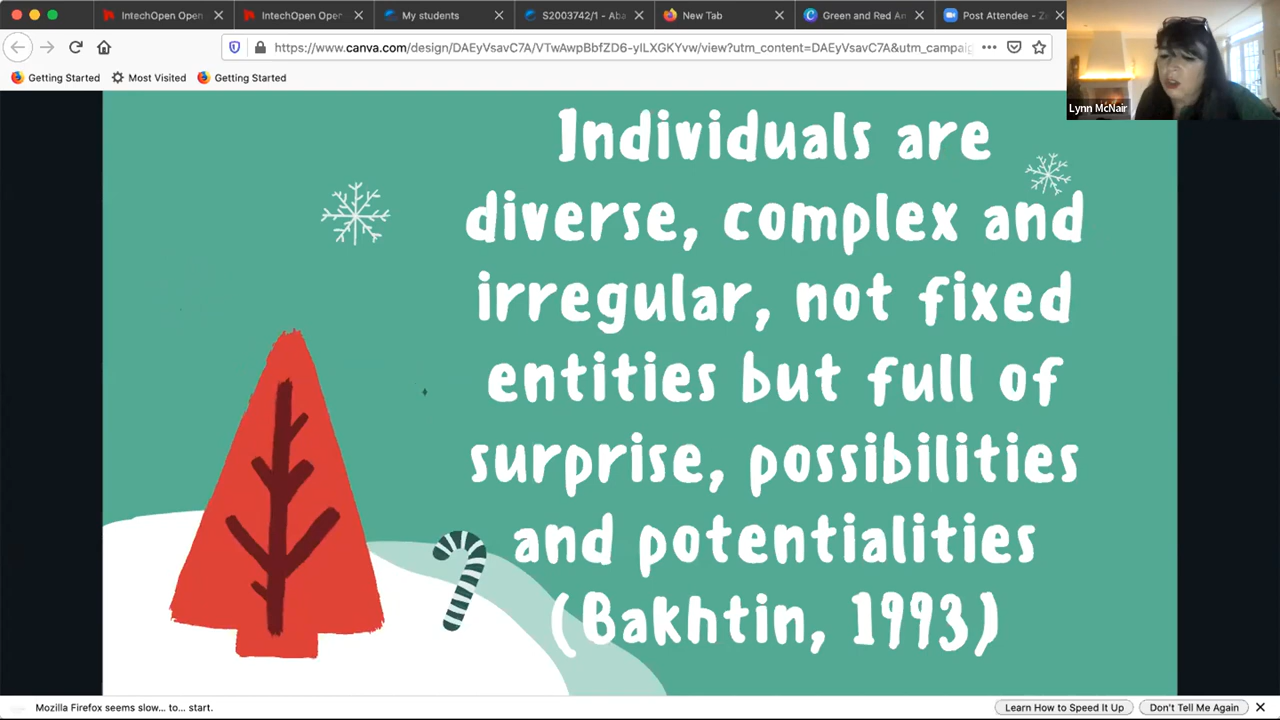 IntechOpen Open
IntechOpen Open
My students
S2003742/1 - Aba
New Tab
Green and Red An
Post Attendee - Ze
https://www.canva.com/design/DAEyVsavC7A/VTwAwpBbfZD6-yILXGKYvw/view?utm_content=DAEyVsavC7A&utm_campaig
Getting Started
Most Visited
Getting Started
Lynn McNair
Individuals are
diverse, complex and
irregular, not fixed
entities but full of
surprise, possibilities
and potentialities
(Bakhtin, 1993)
Mozilla Firefox seems slow... to... start.
Learn How to Speed It Up
Don't Tell Me Again